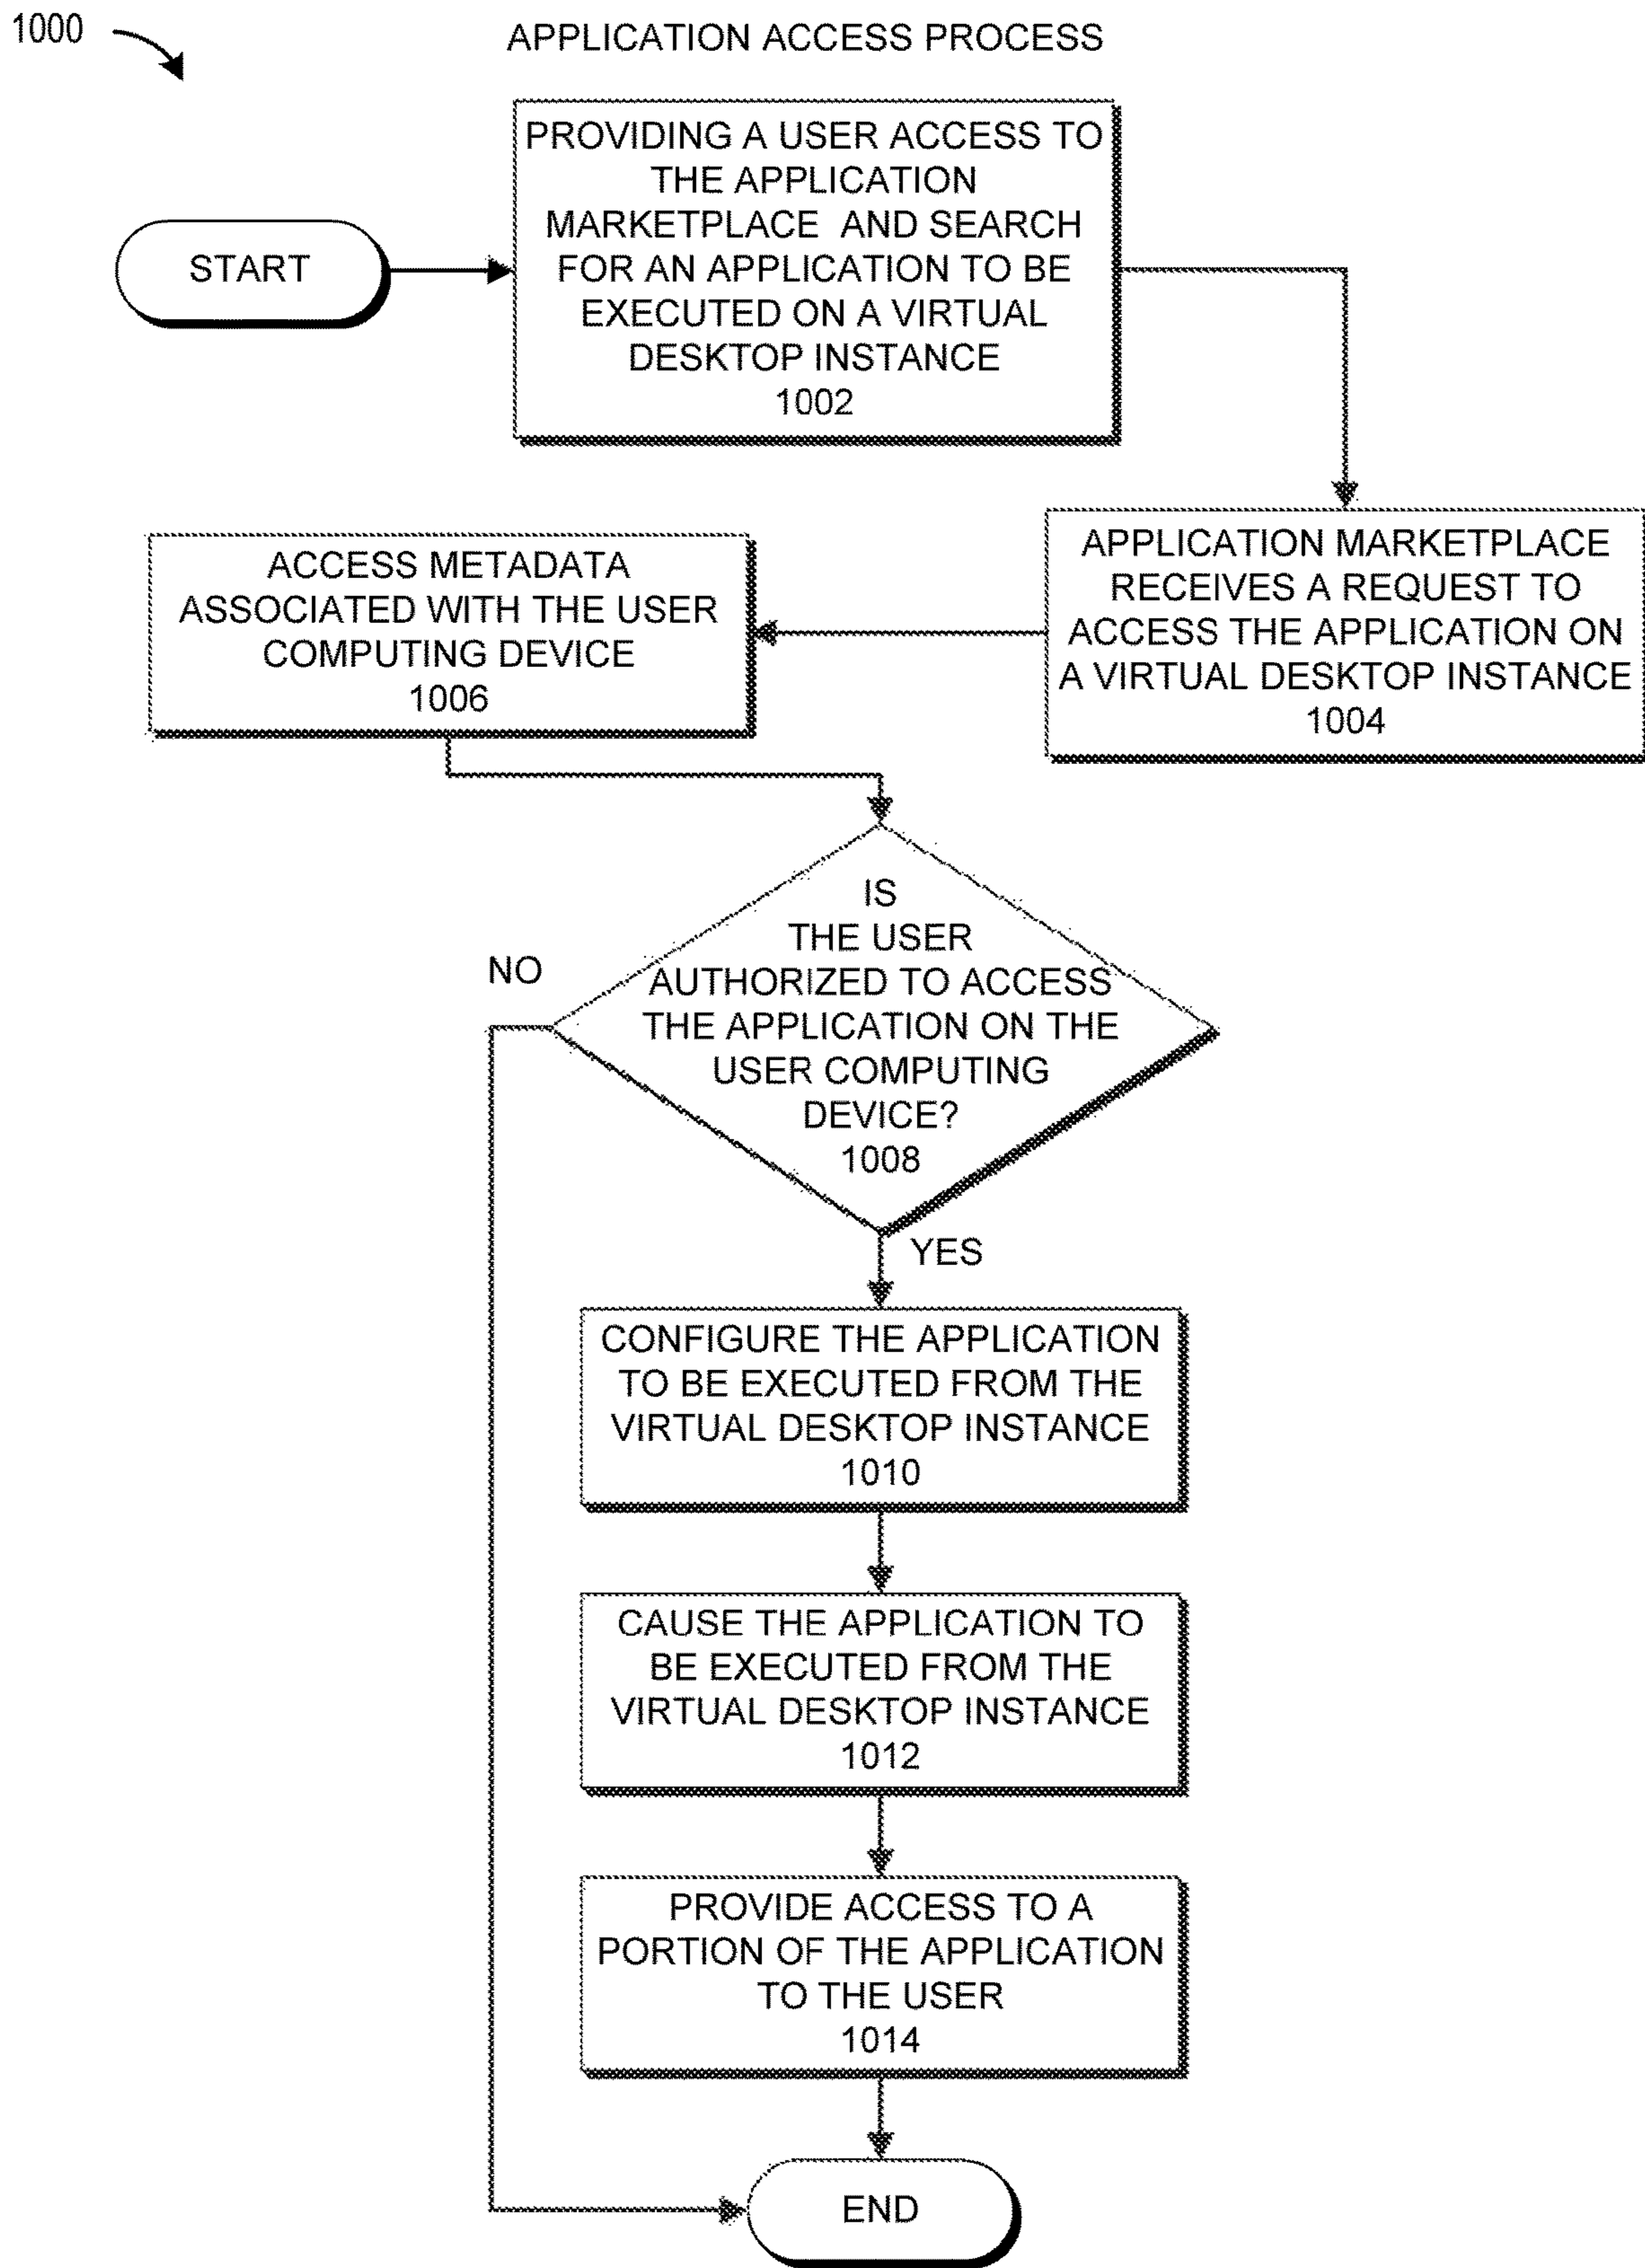 1000
APPLICATION ACCESS PROCESS
PROVIDING A USER ACCESS TO
THE APPLICATION
MARKETPLACE AND SEARCH
FOR AN APPLICATION TO BE
EXECUTED ON A VIRTUAL
DESKTOP INSTANCE
1002
START
APPLICATION MARKETPLACE
RECEIVES A REQUEST TO
ACCESS THE APPLICATION ON
A VIRTUAL DESKTOP INSTANCE
1004
ACCESS METADATA
ASSOCIATED WITH THE USER
COMPUTING DEVICE
1006
IS
THE USER
AUTHORIZED TO ACCESS
THE APPLICATION ON THE
USER COMPUTING
DEVICE?
1008
NO
YES
CONFIGURE THE APPLICATION
TO BE EXECUTED FROM THE
VIRTUAL DESKTOP INSTANCE
1010
CAUSE THE APPLICATION TO
BE EXECUTED FROM THE
VIRTUAL DESKTOP INSTANCE
1012
PROVIDE ACCESS TO A
PORTION OF THE APPLICATION
TO THE USER
1014
END